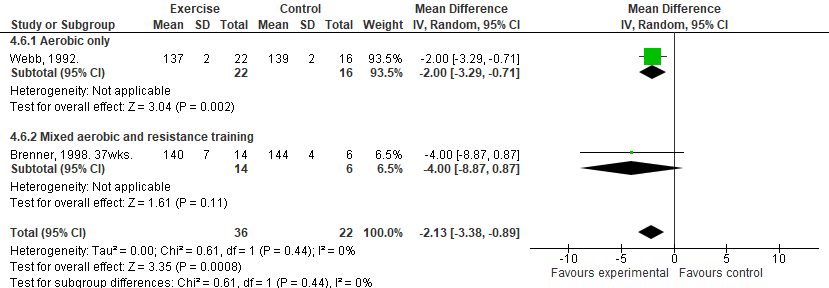 Exercise Control Mean Difference Mean Difference
Study or Subgroup Mean SD Total Mean SD Total Weight IV, Random, 95% CI IV, Random, 95% CI
4.6.1 Aerobic only
Webb, 1992. 137 2 22 139 2 16 93.5% -2.00 [-3.29, -0.71]
Subtotal (95% CI) 22 16 93.5% -2.00 [-3.29, -0.71]
Heterogeneity: Not applicable
Test for overall effect: Z = 3.04 (P = 0.002)
4.6.2 Mixed aerobic and resistance training
Brenner, 1998. 37wks. 140 7 14 144 4 6 6.5% -4.00 [-8.87, 0.87]
Subtotal (95% CI) 14 6 6.5% -4.00 [-8.87, 0.87]
Heterogeneity: Not applicable
Test for overall effect: Z = 1.61 (P = 0.11)
Total (95% CI) 36 22 100.0% -2.13 [-3.38, -0.89]
Heterogeneity: Tau² = 0.00; Chi² = 0.61, df = 1 (P = 0.44); I² = 0%
Test for overall effect: Z = 3.35 (P = 0.0008)
Test for subgroup differences: Chi² = 0.61, df = 1 (P = 0.44), I² = 0%
-10 -5 0 5 10
Favours experimental Favours control